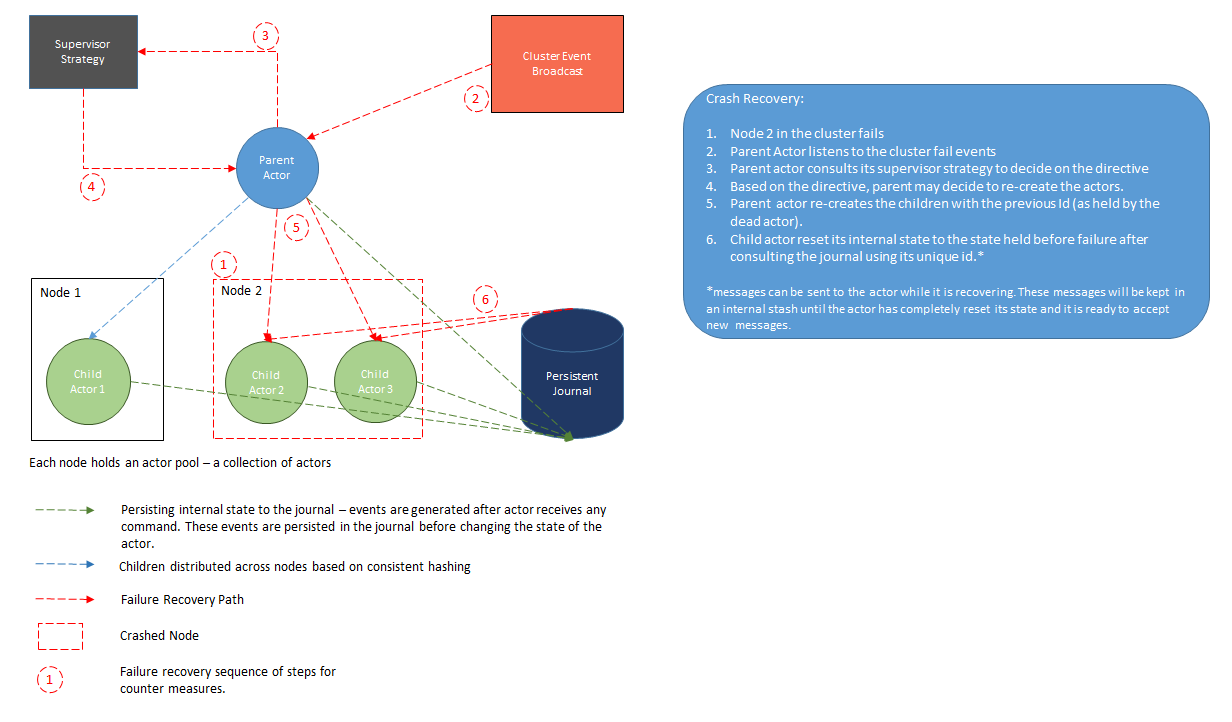 Supervisor
Strategy
3
Cluster Event
Broadcast
2
Parent
Actor
4
5
1
Node 1
Node 2
6
Child
Actor 1
Child
Actor 2
Child
Actor 3
Persistent
Journal
Each node holds an actor pool – a collection of actors
Persisting internal state to the journal – events are generated after actor receives any
command. These events are persisted in the journal before changing the state of the
actor.
Children distributed across nodes based on consistent hashing
Failure Recovery Path
Crashed Node
1
Failure recovery sequence of steps for
counter measures.
Crash Recovery:
1. Node 2 in the cluster fails
2. Parent Actor listens to the cluster fail events
3. Parent actor consults its supervisor strategy to decide on the directive
4. Based on the directive, parent may decide to re-create the actors.
5. Parent actor re-creates the children with the previous Id (as held by the
dead actor).
6. Child actor reset its internal state to the state held before failure after
consulting the journal using its unique id.*
*messages can be sent to the actor while it is recovering. These messages will be kept in
an internal stash until the actor has completely reset its state and it is ready to accept
new messages.